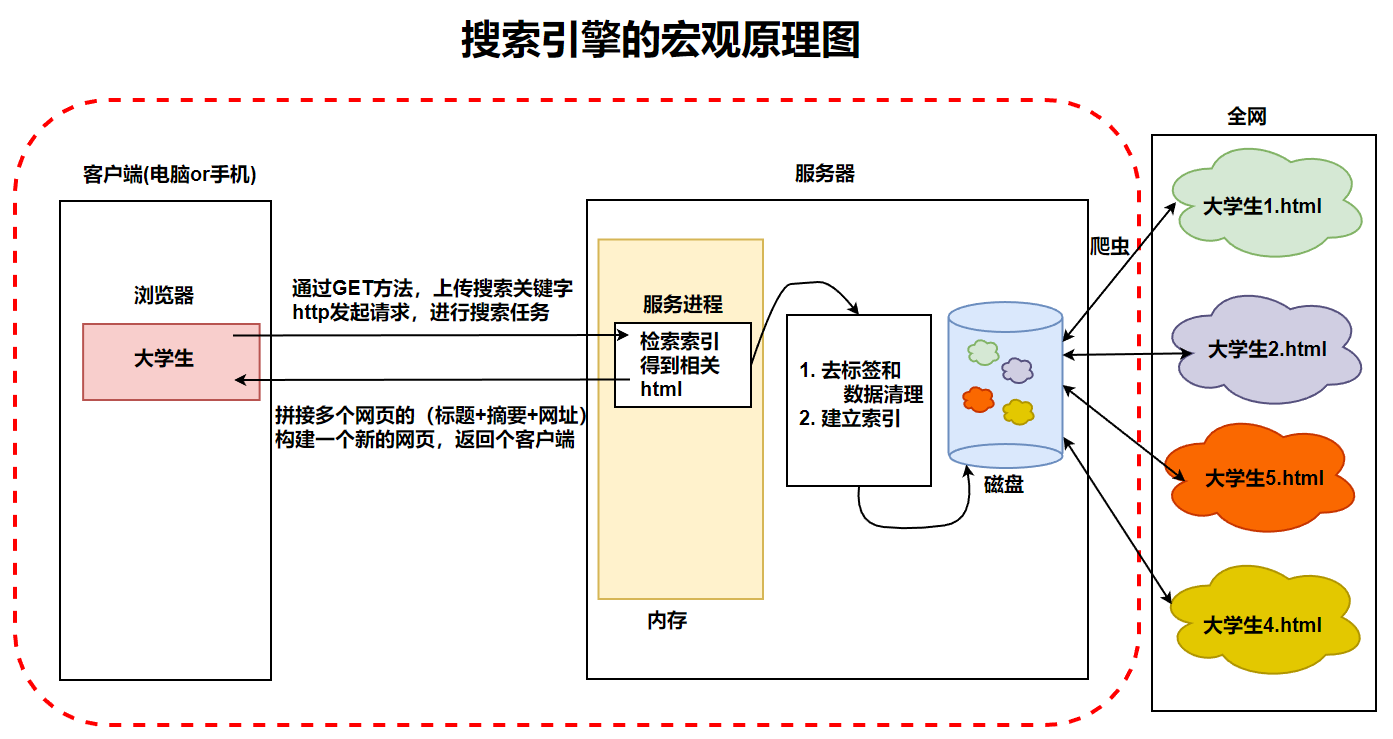 搜索引擎的宏观原理图
全网
客户端(电脑or手机)
服务器
浏览器
大学生
通过GET方法，上传搜索关键字
http发起请求，进行搜索任务
拼接多个网页的（标题+摘要+网址）
构建一个新的网页，返回个客户端
服务进程
检索索引
得到相关
html
内存
1. 去标签和
数据清理
2. 建立索引
磁盘
爬虫
大学生1.html
大学生2.html
大学生5.html
大学生4.html